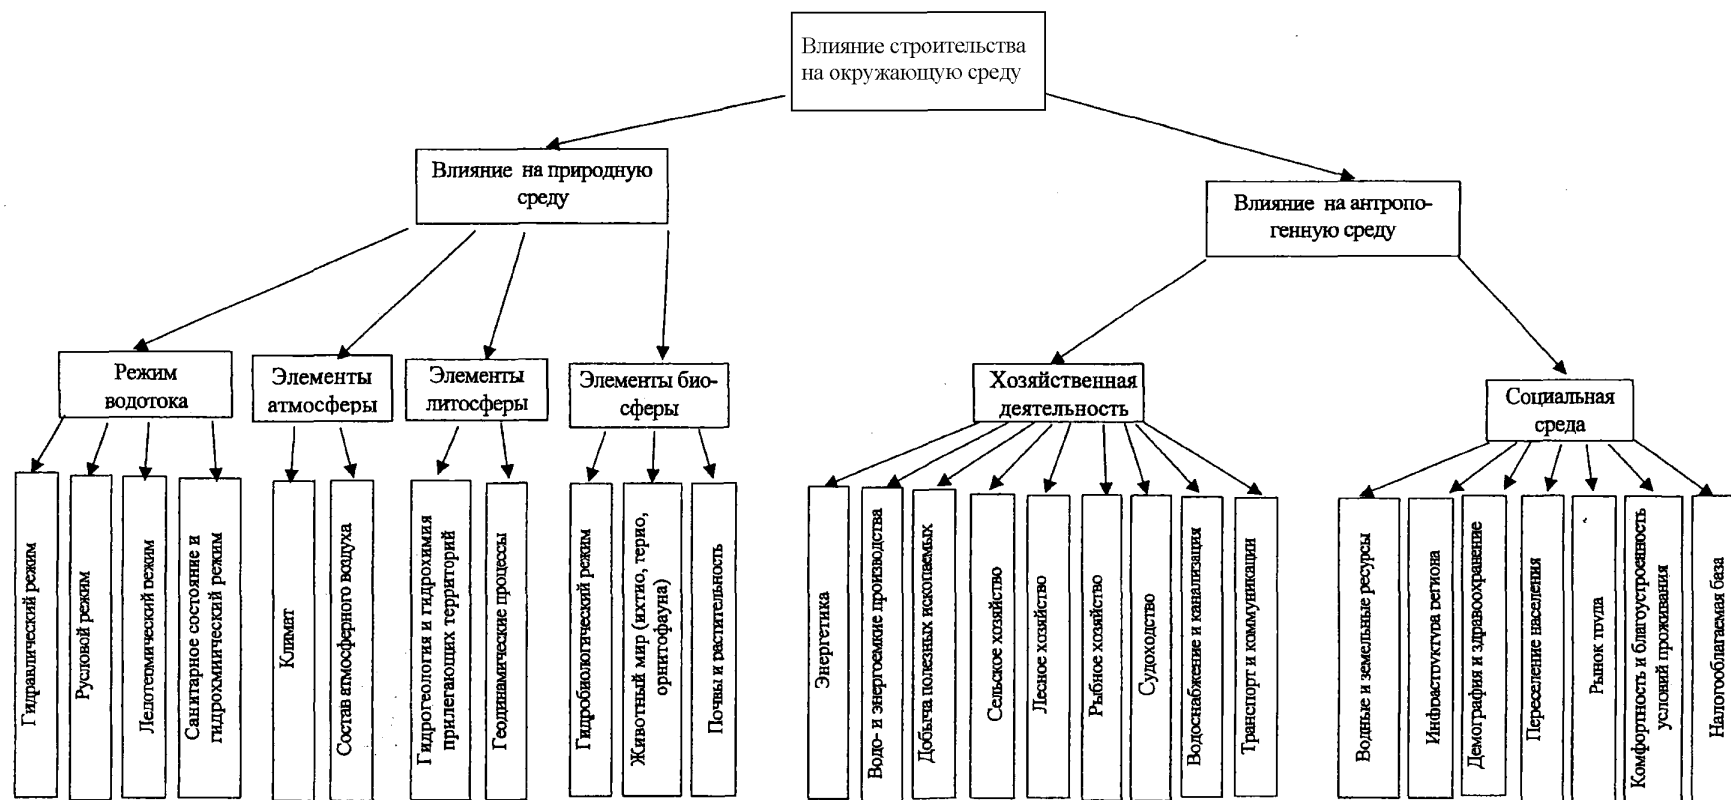 Влияние строительства
на окружающую среду
Влияние на природную
среду
Влияние на антропо-
генную среду
Режим
водотока
Элементы
атмосферы
Элементы
литосферы
Элементы био-
сферы
Хозяйственная
деятельность
Социальная
среда
Гидравлический режим
Русловой режим
Ледотермический режим
Санитарное состояние и
гидрохмиический режим
Климат
Состав атмосферного воздуха
Гидрогеология и гидрохимия
прилегающих территорий
Геодинамические процессы
Гидробиологический режим
Животный мир (ихтио, терио,
орнитофауна)
Почвы и растительность
Энергетика
Водо- и энергоемкие производства
Добыча полезных ископаемых
Сельское хозяйство
Лесное хозяйство
Рыбное хозяйство
Судоходство
Водоснабжение и канализация
Транспорт и коммуникации
Водные и земельные ресурсы
Инфраструктура региона
Демография и здравоохранение
Переселение населения
Рынок труда
Комфортность и благоустроенность
условий проживания
Налогооблагаемая база